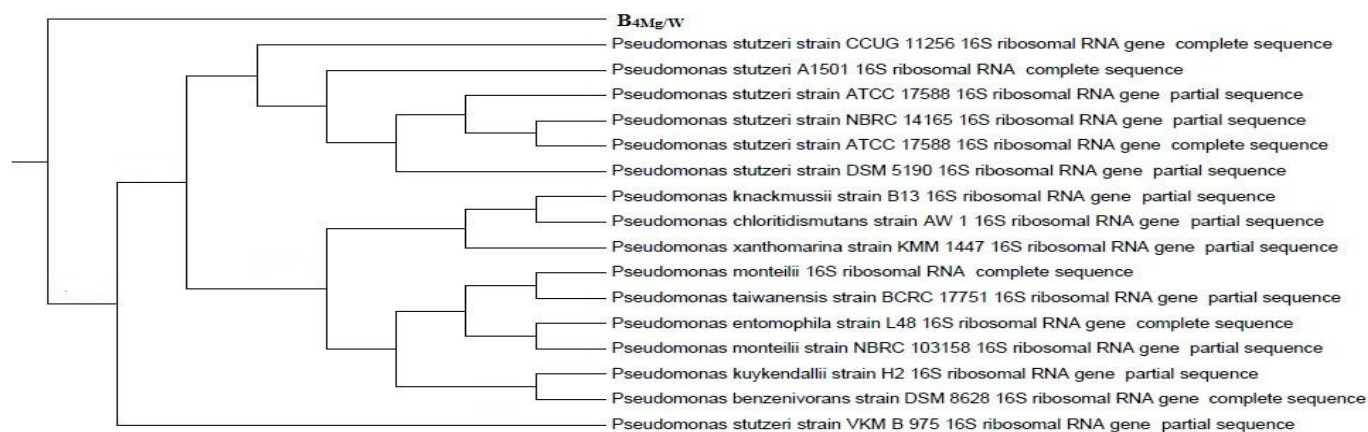 B4Mg/W
Pseudomonas stutzeri strain CCUG 11256 16S ribosomal RNA gene complete sequence
Pseudomonas stutzeri A1501 16S ribosomal RNA complete sequence
Pseudomonas stutzeri strain ATCC 17588 16S ribosomal RNA gene partial sequence
Pseudomonas stutzeri strain NBRC 14165 16S ribosomal RNA gene partial sequence
Pseudomonas stutzeri strain ATCC 17588 16S ribosomal RNA gene complete sequence
Pseudomonas stutzeri strain DSM 5190 16S ribosomal RNA gene partial sequence
Pseudomonas knackmussii strain B13 16S ribosomal RNA gene partial sequence
Pseudomonas chloritidismutans strain AW 1 16S ribosomal RNA gene partial sequence
Pseudomonas xanthomarina strain KMM 1447 16S ribosomal RNA gene partial sequence
Pseudomonas monteilii 16S ribosomal RNA complete sequence
Pseudomonas taiwanensis strain BCRC 17751 16S ribosomal RNA gene partial sequence
Pseudomonas entomophila strain L48 16S ribosomal RNA gene complete sequence
Pseudomonas monteilii strain NBRC 103158 16S ribosomal RNA gene partial sequence
Pseudomonas kuykendallii strain H2 16S ribosomal RNA gene partial sequence
Pseudomonas benzenivorans strain DSM 8628 16S ribosomal RNA gene complete sequence
Pseudomonas stutzeri strain VKM B 975 16S ribosomal RNA gene partial sequence